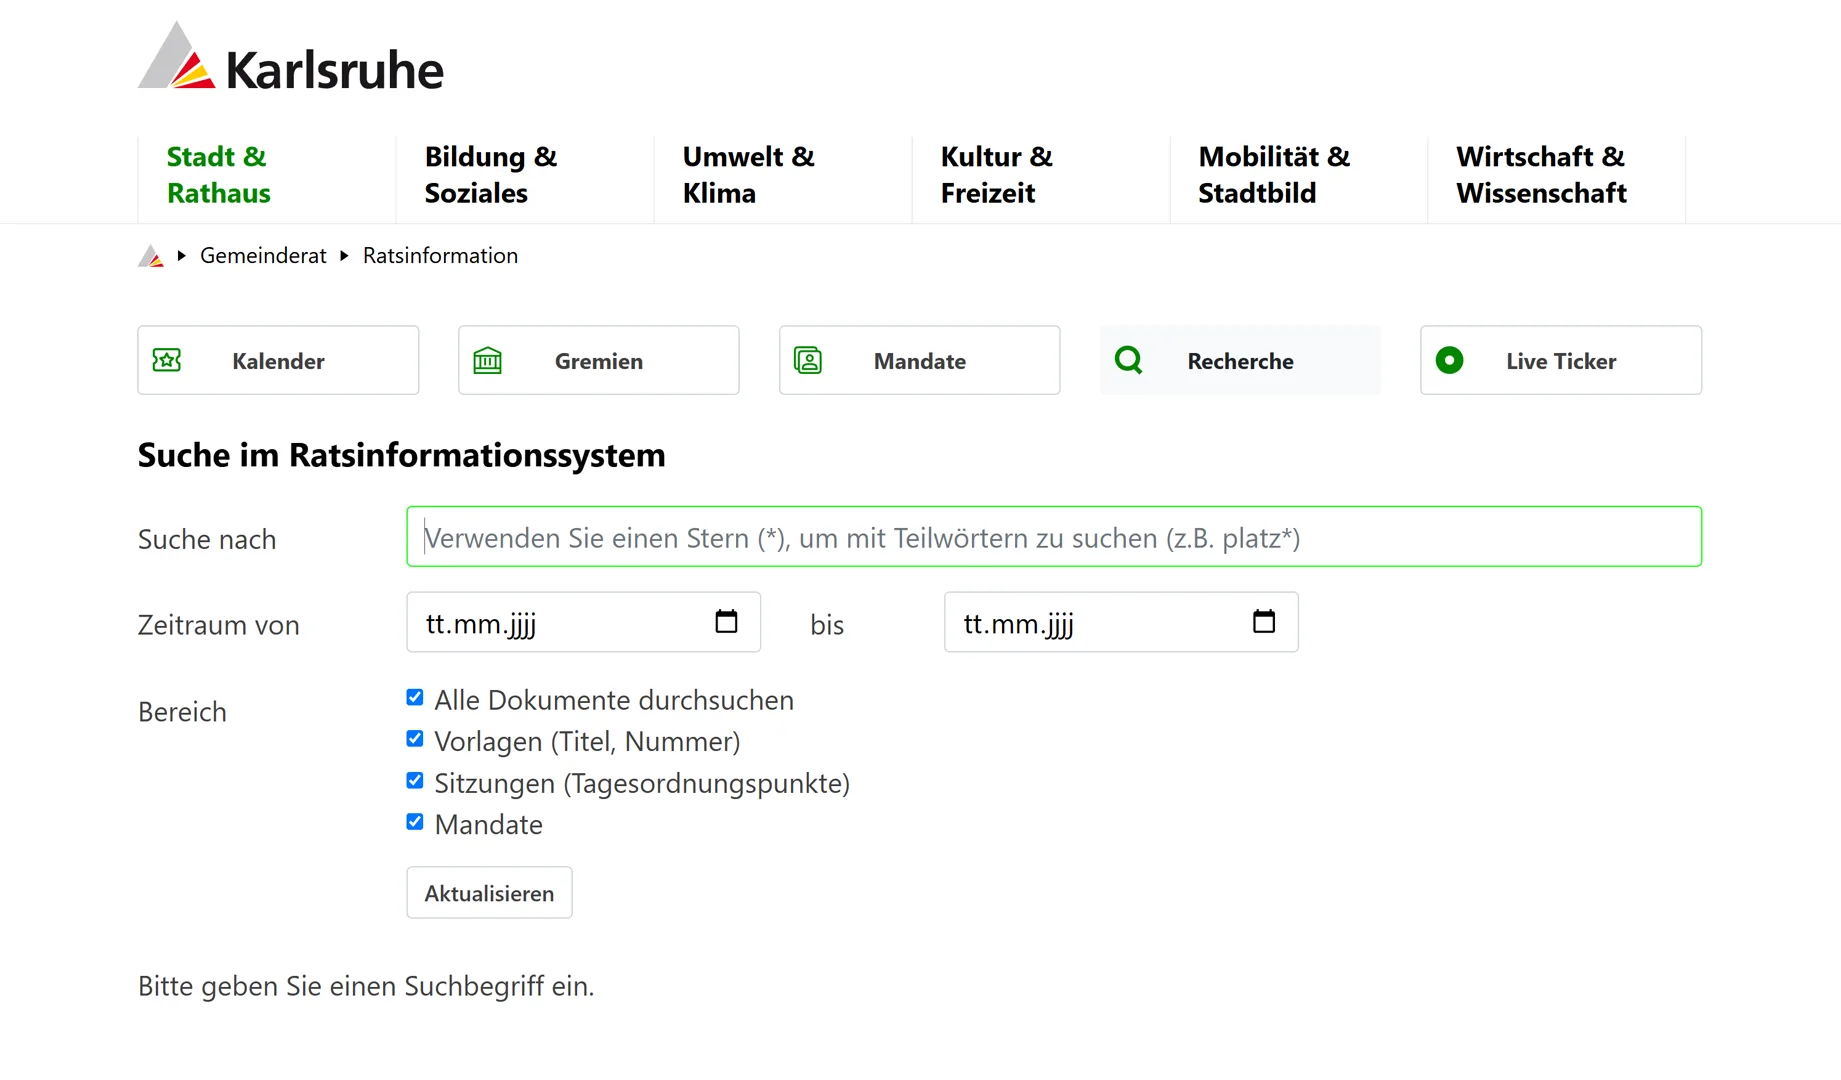 Karlsruhe
Stadt &
Rathaus
Bildung &
Soziales
Umwelt &
Klima
Kultur &
Freizeit
Mobilität &
Stadtbild
Wirtschaft &
Wissenschaft
Gemeinderat
Ratsinformation
Kalender
Gremien
Mandate
Recherche
Live Ticker
Suche im Ratsinformationssystem
Suche nach
Verwenden Sie einen Stern (*), um mit Teilwörtern zu suchen (z.B. platz*)
Zeitraum von
tt.mm.jjjj
bis
tt.mm.jjjj
Bereich
Alle Dokumente durchsuchen
Vorlagen (Titel, Nummer)
Sitzungen (Tagesordnungspunkte)
Mandate
Aktualisieren
Bitte geben Sie einen Suchbegriff ein.